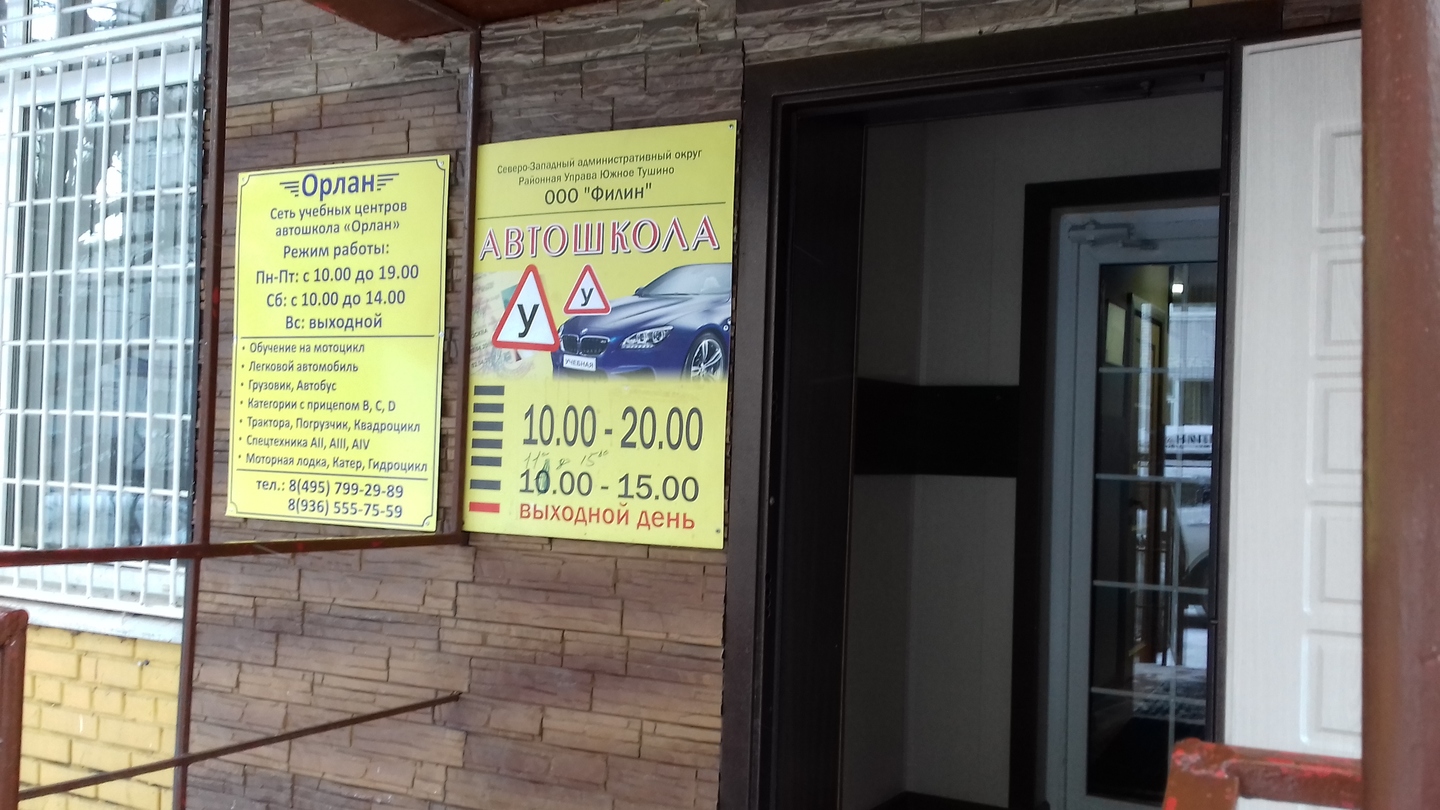 Орлан
Сеть учебных центров
автошкола «Орлан»
Режим работы:
Пн-Пт: с 10.00 до 19.00
Сб: с 10.00 до 14.00
Вс: выходной
• Обучение на мотоцикл
• Легковой автомобиль
• Грузовик, Автобус
• Категории с прицепом B, C, D
• Трактора, Погрузчик, Квадроцикл
• Спецтехника AII, AIII, AIV
• Моторная лодка, Катер, Гидроцикл
тел.: 8(495) 799-29-89
8(936) 555-75-59
Северо-Западный административный округ
Районная Управа Южное Тушино
ООО "Филин"
АВТОШКОЛА
У
У
УЧЕБНАЯ
10.00 - 20.00
10.00 - 15.00
выходной день